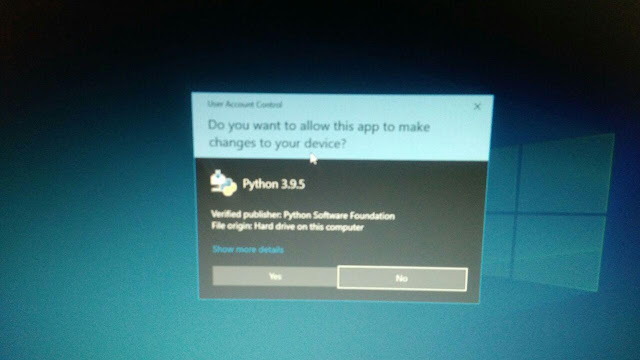 User Account Control
Do you want to allow this app to make
changes to your device?
Python 3.9.5
Verified publisher: Python Software Foundation
File origin: Hard drive on this computer
Show more details
Yes
No